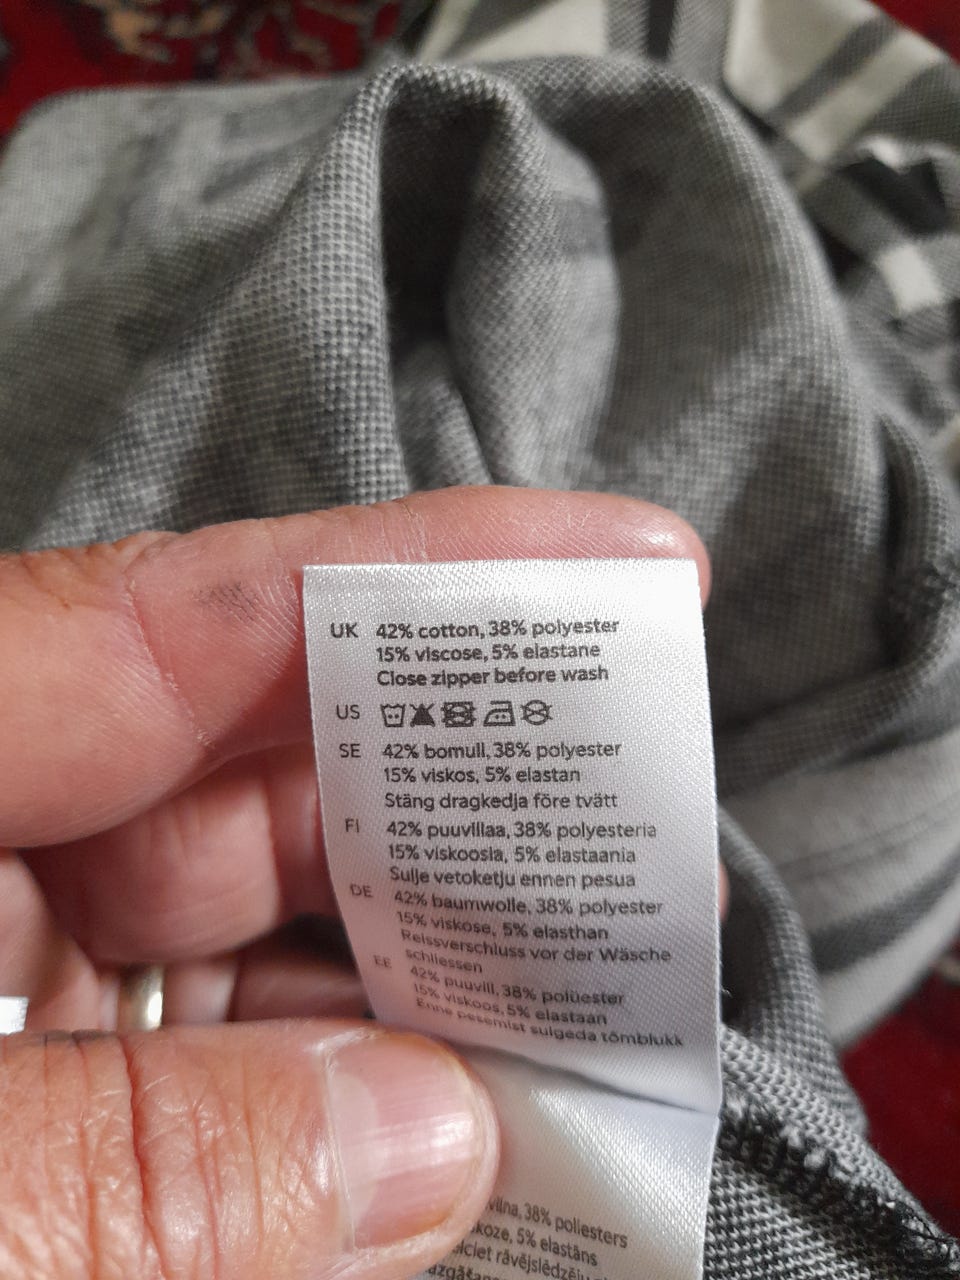 UK 42% cotton, 38% polyester
15% viscose, 5% elastane
Close zipper before wash
US
SE 42% bomull, 38% polyester
15% viskos, 5% elastan
Stäng dragkedja före tvätt
FI 42% puuvillaa, 38% polyesteria
15% viskoosia, 5% elastaania
Sulje vetoketju ennen pesua
DE 42% baumwolle, 38% polyester
15% viskose, 5% elasthan
Reissverschluss vor der Wäsche
schliessen
EE 42% puuvill, 38% polüester
15% viskoos, 5% elastaan
Enne pesemist sulgeda tõmblukk
vilna, 38% poliesters
koze, 5% elastāns
rāvējslēdzēju